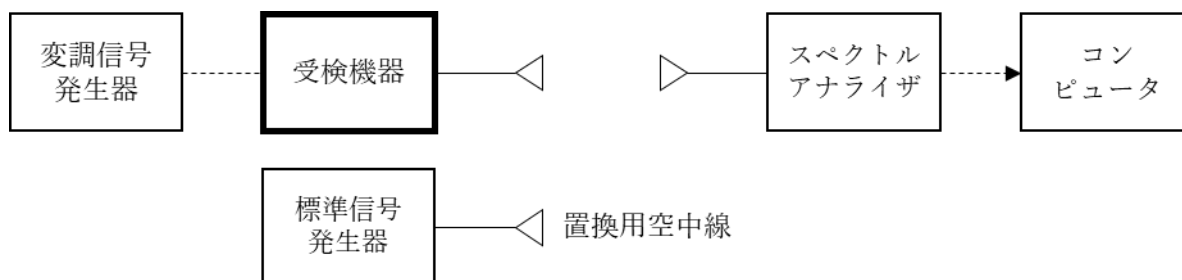 変調信号
発生器
受検機器
スペクトル
アナライザ
コン
ピュータ
標準信号
発生器
置換用空中線